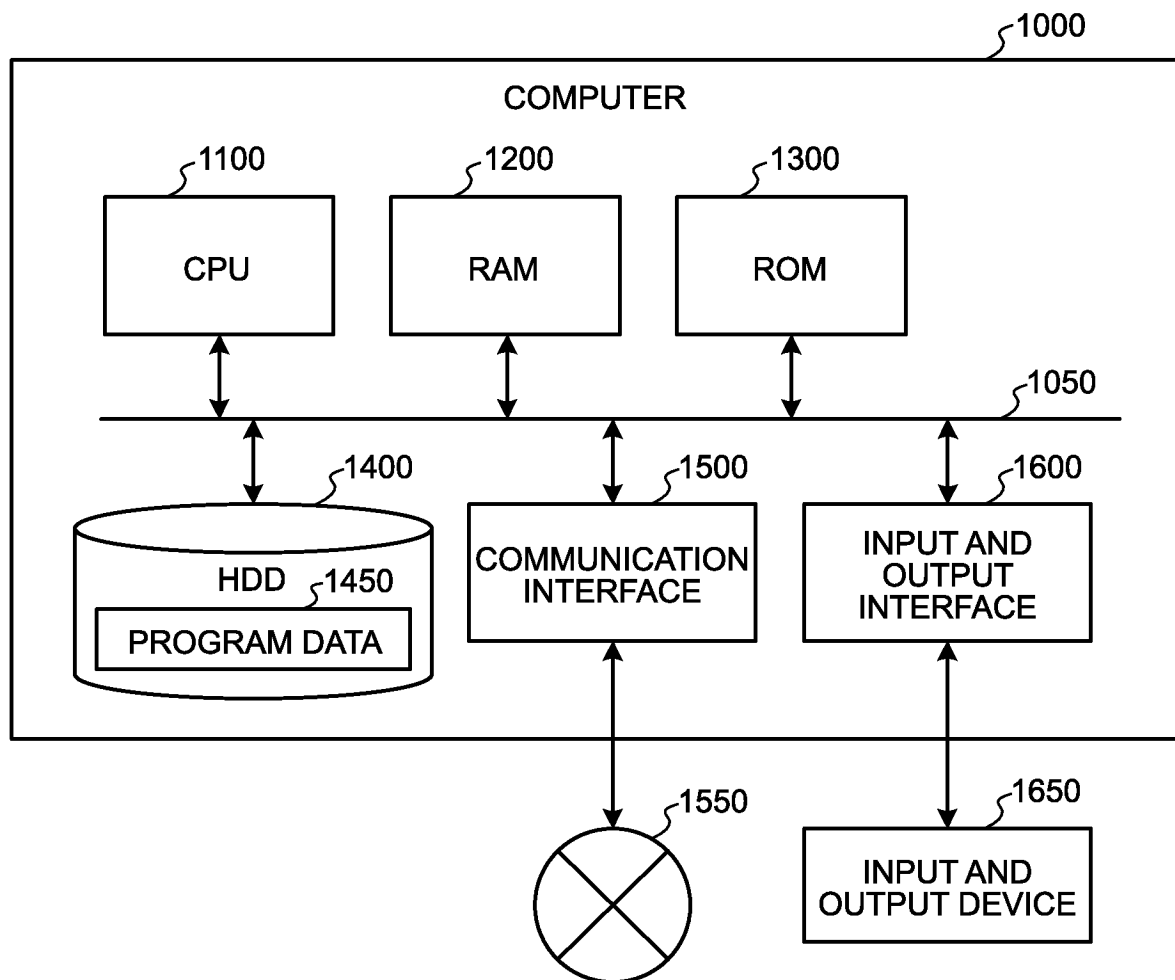 1000
COMPUTER
1100
1200
1300
CPU
RAM
ROM
1050
1400
1500
1600
HDD
1450
PROGRAM DATA
COMMUNICATION
INTERFACE
INPUT AND
OUTPUT
INTERFACE
1550
1650
INPUT AND
OUTPUT DEVICE